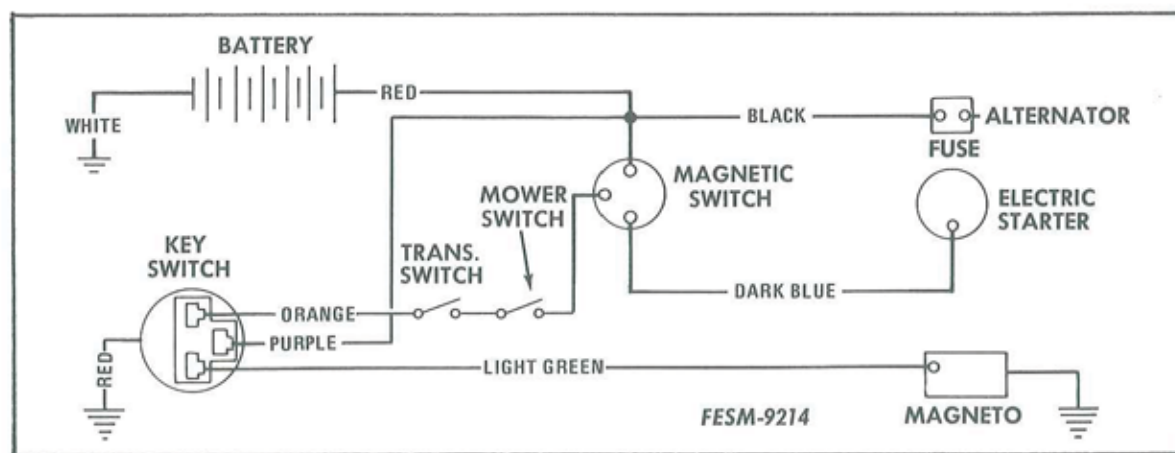 BATTERY
RED
WHITE
BLACK
ALTERNATOR
FUSE
MAGNETIC
SWITCH
MOWER
SWITCH
ELECTRIC
STARTER
KEY
SWITCH
TRANS.
SWITCH
DARK BLUE
ORANGE
PURPLE
RED
LIGHT GREEN
MAGNETO
FESM-9214